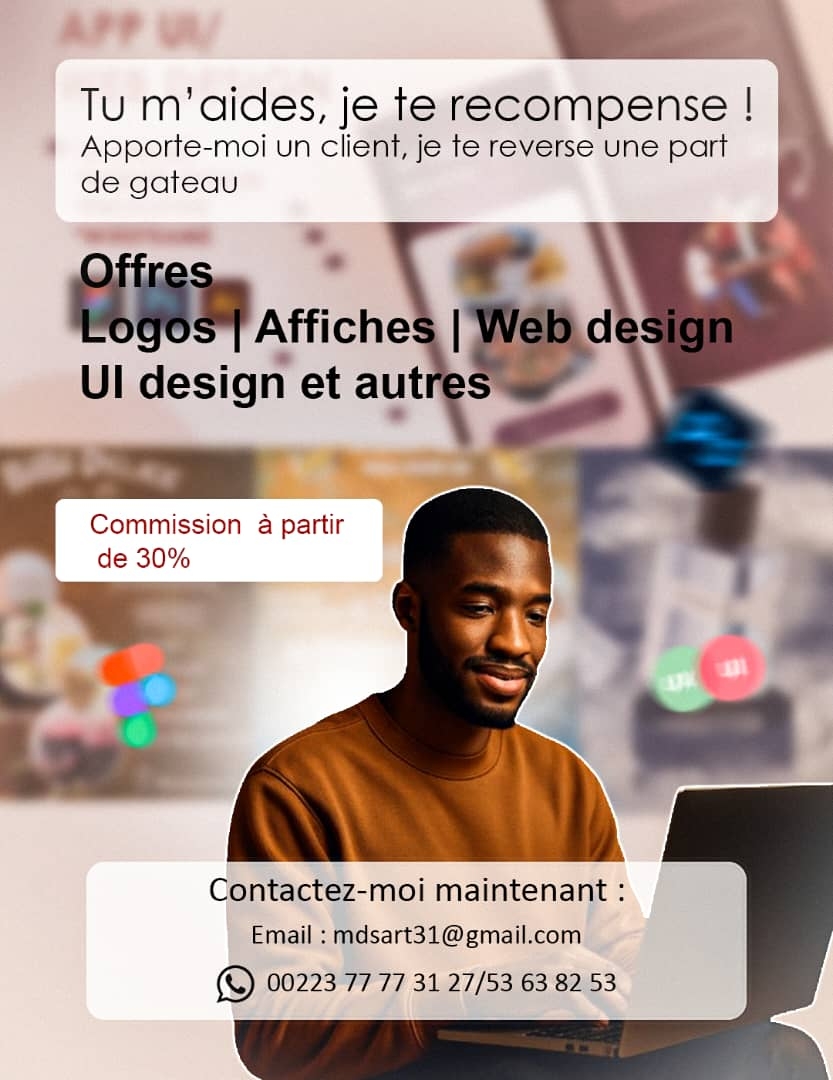 APP UI/
Tu m’aides, je te recompense !
Apporte-moi un client, je te reverse une part
de gateau
Offres
Logos | Affiches | Web design
UI design et autres
Commission à partir
de 30%
Contactez-moi maintenant :
Email : mdsart31@gmail.com
00223 77 77 31 27/53 63 82 53